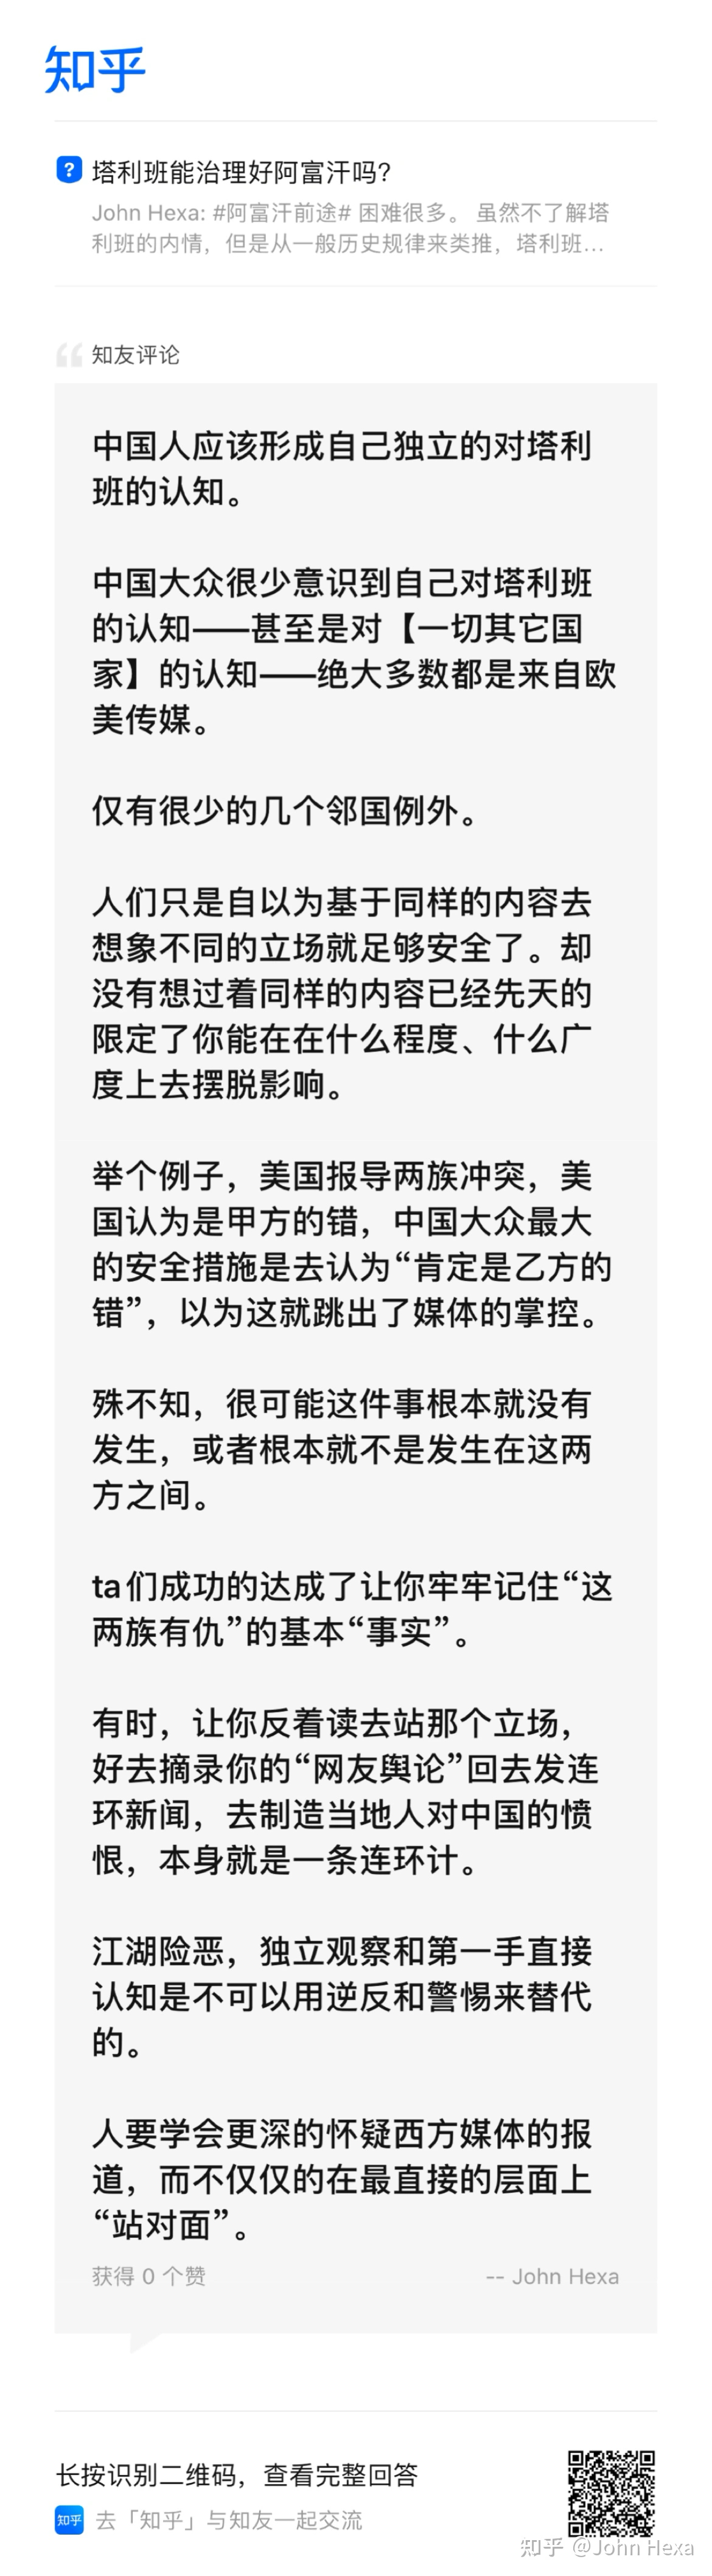 知乎
? 塔利班能治理好阿富汗吗?
John Hexa: #阿富汗前途# 困难很多。 虽然不了解塔
利班的内情，但是从一般历史规律来类推，塔利班...
知友评论
中国人应该形成自己独立的对塔利
班的认知。
中国大众很少意识到自己对塔利班
的认知——甚至是对【一切其它国
家】的认知——绝大多数都是来自欧
美传媒。
仅有很少的几个邻国例外。
人们只是自以为基于同样的内容去
想象不同的立场就足够安全了。却
没有想过着同样的内容已经先天的
限定了你能在在什么程度、什么广
度上去摆脱影响。
举个例子，美国报导两族冲突，美
国认为是甲方的错，中国大众最大
的安全措施是去认为“肯定是乙方的
错”，以为这就跳出了媒体的掌控。
殊不知，很可能这件事根本就没有
发生，或者根本就不是发生在这两
方之间。
ta们成功的达成了让你牢牢记住“这
两族有仇”的基本“事实”。
有时，让你反着读去站那个立场，
好去摘录你的“网友舆论”回去发连
环新闻，去制造当地人对中国的愤
恨，本身就是一条连环计。
江湖险恶，独立观察和第一手直接
认知是不可以用逆反和警惕来替代
的。
人要学会更深的怀疑西方媒体的报
道，而不仅仅的在最直接的层面上
“站对面”。
获得 0 个赞 -- John Hexa
长按识别二维码，查看完整回答
知乎 去「知乎」与知友一起交流
知乎 @John Hexa